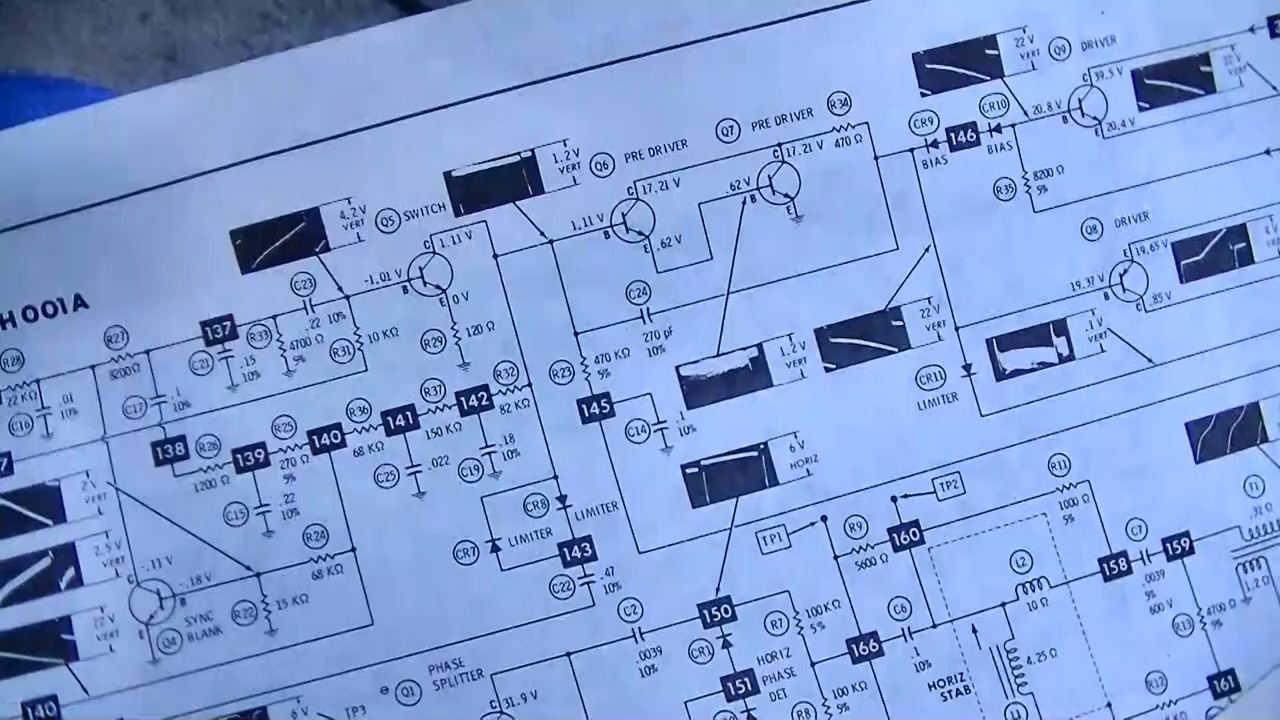 H001A
R28
22 KΩ
C10
.01
10%
R27
8200 Ω
C17
.1
10%
137
C21
.15
10%
R33
4700 Ω
5%
C23
.22 10%
R31
10 KΩ
4.2 V
VERT
Q5 SWITCH
-1.01 V
B
C
1.11 V
E
0 V
R29
120 Ω
1.2 V
VERT
Q6 PRE DRIVER
1.11 V
B
C
17.21 V
E
.62 V
Q7 PRE DRIVER
.62 V
B
C
17.21 V
E
R34
470 Ω
C24
270 pf
10%
R23
470 KΩ
5%
145
C14
.1
10%
22 V
VERT
Q9 DRIVER
CR9
BIAS
146
CR10
BIAS
20.8 V
B
C
39.5 V
E
20.4 V
R35
8200 Ω
5%
VERT
Q8 DRIVER
19.37 V
B
E
19.65 V
C
.85 V
VERT
22 V
VERT
.1 V
VERT
CR11
LIMITER
1.2 V
VERT
6 V
HORIZ
138
R26
1200 Ω
139
C15
.22
10%
R25
270 Ω
5%
140
R36
68 KΩ
141
C25
.022
R37
150 KΩ
142
C19
.18
10%
R32
82 KΩ
CR8
LIMITER
CR7
LIMITER
143
C22
.47
10%
2 V
VERT
2.5 V
VERT
VERT
-.11 V
C
-.18 V
B
E
Q4
SYNC
BLANK
R22
15 KΩ
R24
68 KΩ
140
Q1
PHASE
SPLITTER
31.9 V
C
6 V
TP3
C2
.0039
10%
150
CR1
151
HORIZ
PHASE
DET
R7
100 KΩ
5%
R8
100 KΩ
5%
166
C6
.1
10%
TP1
TP2
R9
5600 Ω
160
R11
1000 Ω
5%
L2
10 Ω
4.25 Ω
L1
HORIZ
STAB
158
C7
.0039
5%
600 V
159
R13
4700 Ω
161
R12
T1
1.2 Ω